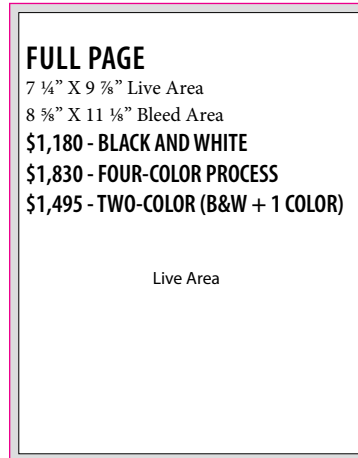 FULL PAGE
7 ¼” X 9 ⅞” Live Area
8 ⅝” X 11 ⅛” Bleed Area
$1,180 - BLACK AND WHITE
$1,830 - FOUR-COLOR PROCESS
$1,495 - TWO-COLOR (B&W + 1 COLOR)
Live Area